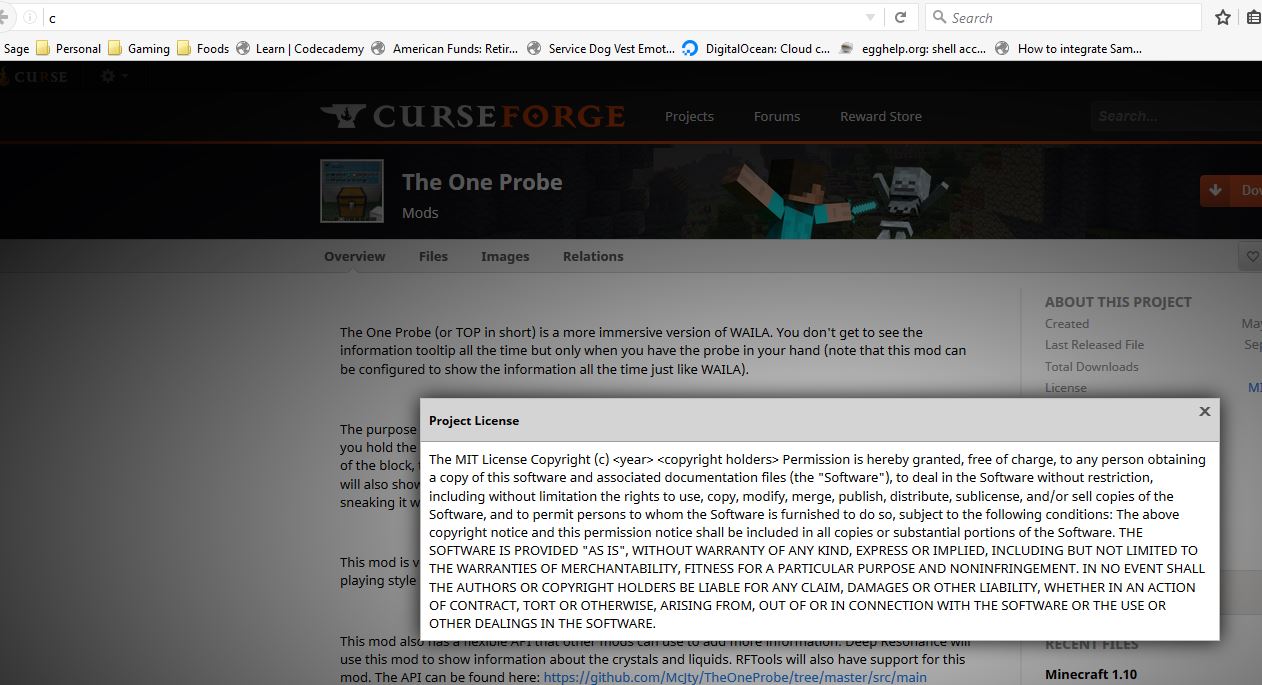 c
Search
Sage Personal Gaming Foods Learn | Codecademy American Funds: Retir... Service Dog Vest Emot... DigitalOcean: Cloud c... egghelp.org: shell acc... How to integrate Sam...
CURSE
CURSEFORGE Projects Forums Reward Store Search...
The One Probe
Mods
Overview Files Images Relations
The One Probe (or TOP in short) is a more immersive version of WAILA. You don't get to see the
information tooltip all the time but only when you have the probe in your hand (note that this mod can
be configured to show the information all the time just like WAILA).
The purpose
you hold the
of the block,
will also show
sneaking it w
This mod is v
playing style
This mod also has a flexible API that other mods can use to add more information. Deep Resonance will
use this mod to show information about the crystals and liquids. RFTools will also have support for this
mod. The API can be found here: https://github.com/McJty/TheOneProbe/tree/master/src/main
ABOUT THIS PROJECT
Created May
Last Released File Sep
Total Downloads
License MI
Project License
The MIT License Copyright (c) <year> <copyright holders> Permission is hereby granted, free of charge, to any person obtaining
a copy of this software and associated documentation files (the "Software"), to deal in the Software without restriction,
including without limitation the rights to use, copy, modify, merge, publish, distribute, sublicense, and/or sell copies of the
Software, and to permit persons to whom the Software is furnished to do so, subject to the following conditions: The above
copyright notice and this permission notice shall be included in all copies or substantial portions of the Software. THE
SOFTWARE IS PROVIDED "AS IS", WITHOUT WARRANTY OF ANY KIND, EXPRESS OR IMPLIED, INCLUDING BUT NOT LIMITED TO
THE WARRANTIES OF MERCHANTABILITY, FITNESS FOR A PARTICULAR PURPOSE AND NONINFRINGEMENT. IN NO EVENT SHALL
THE AUTHORS OR COPYRIGHT HOLDERS BE LIABLE FOR ANY CLAIM, DAMAGES OR OTHER LIABILITY, WHETHER IN AN ACTION
OF CONTRACT, TORT OR OTHERWISE, ARISING FROM, OUT OF OR IN CONNECTION WITH THE SOFTWARE OR THE USE OR
OTHER DEALINGS IN THE SOFTWARE.
RECENT FILES
Minecraft 1.10